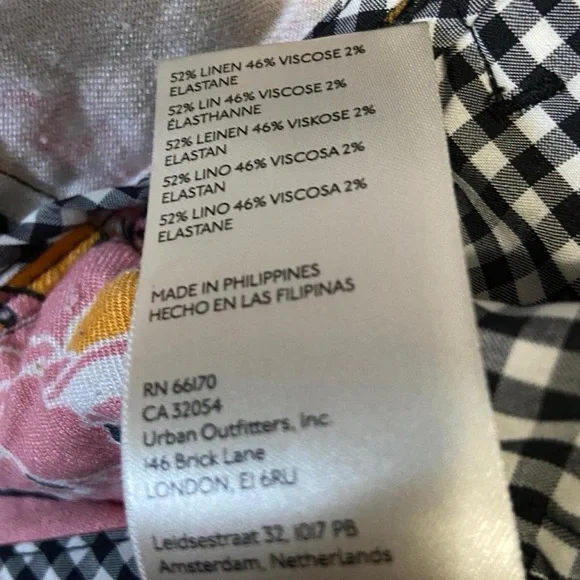 52% LINEN 46% VISCOSE 2%
ELASTANE
52% LIN 46% VISCOSE 2%
ÉLASTHANNE
52% LEINEN 46% VISKOSE 2%
ELASTAN
52% LINO 46% VISCOSA 2%
ELASTAN
52% LINO 46% VISCOSA 2%
ELASTANE
MADE IN PHILIPPINES
HECHO EN LAS FILIPINAS
RN 66170
CA 32054
Urban Outfitters, Inc.
146 Brick Lane
LONDON, E1 6RU
Leidsestraat 32, 1017 PB
Amsterdam, Netherlands